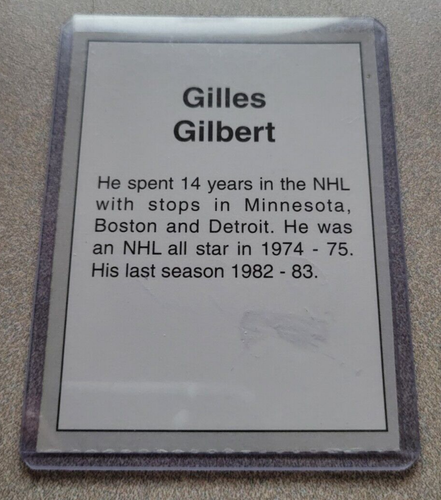 Gilles
Gilbert
He spent 14 years in the NHL
with stops in Minnesota,
Boston and Detroit. He was
an NHL all star in 1974 - 75.
His last season 1982 - 83.